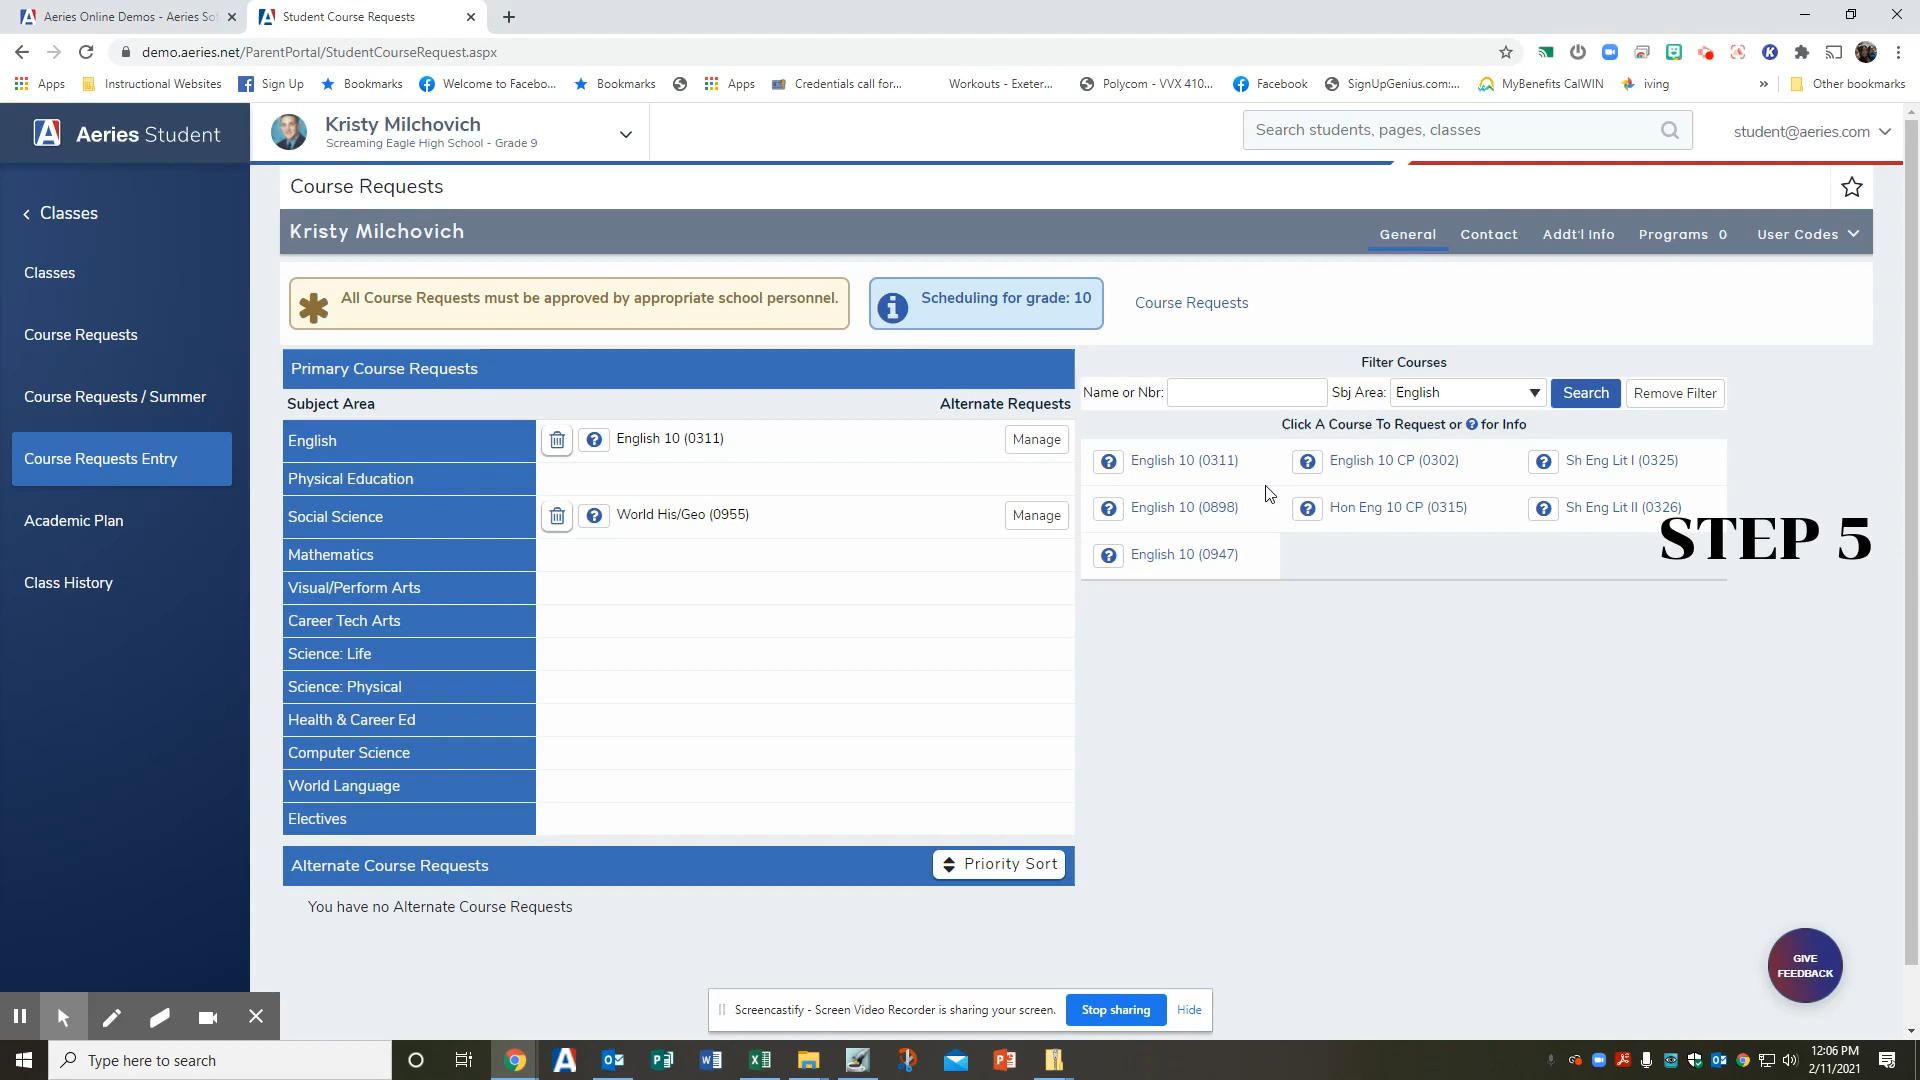 Aeries Online Demos - Aeries So
Student Course Requests
demo.aeries.net/ParentPortal/StudentCourseRequest.aspx
Apps
Instructional Websites
Sign Up
Bookmarks
Welcome to Facebo...
Bookmarks
Apps
Credentials call for...
Workouts - Exeter...
Polycom - VVX 410...
Facebook
SignUpGenius.com:...
MyBenefits CalWIN
iving
»
Other bookmarks
Aeries Student
Kristy Milchovich
Screaming Eagle High School - Grade 9
Search students, pages, classes
student@aeries.com
Classes
Classes
Course Requests
Course Requests / Summer
Course Requests Entry
Academic Plan
Class History
Course Requests
Kristy Milchovich
General
Contact
Addt'l Info
Programs 0
User Codes
All Course Requests must be approved by appropriate school personnel.
Scheduling for grade: 10
Course Requests
Primary Course Requests
Subject Area
Alternate Requests
English
English 10 (0311)
Manage
Physical Education
Social Science
World His/Geo (0955)
Manage
Mathematics
Visual/Perform Arts
Career Tech Arts
Science: Life
Science: Physical
Health & Career Ed
Computer Science
World Language
Electives
Alternate Course Requests
Priority Sort
You have no Alternate Course Requests
Filter Courses
Name or Nbr:
Sbj Area: English
Search
Remove Filter
Click A Course To Request or ? for Info
English 10 (0311)
English 10 CP (0302)
Sh Eng Lit I (0325)
English 10 (0898)
Hon Eng 10 CP (0315)
Sh Eng Lit II (0326)
English 10 (0947)
STEP 5
GIVE
FEEDBACK
Screencastify - Screen Video Recorder is sharing your screen.
Stop sharing
Hide
Type here to search
12:06 PM
2/11/2021